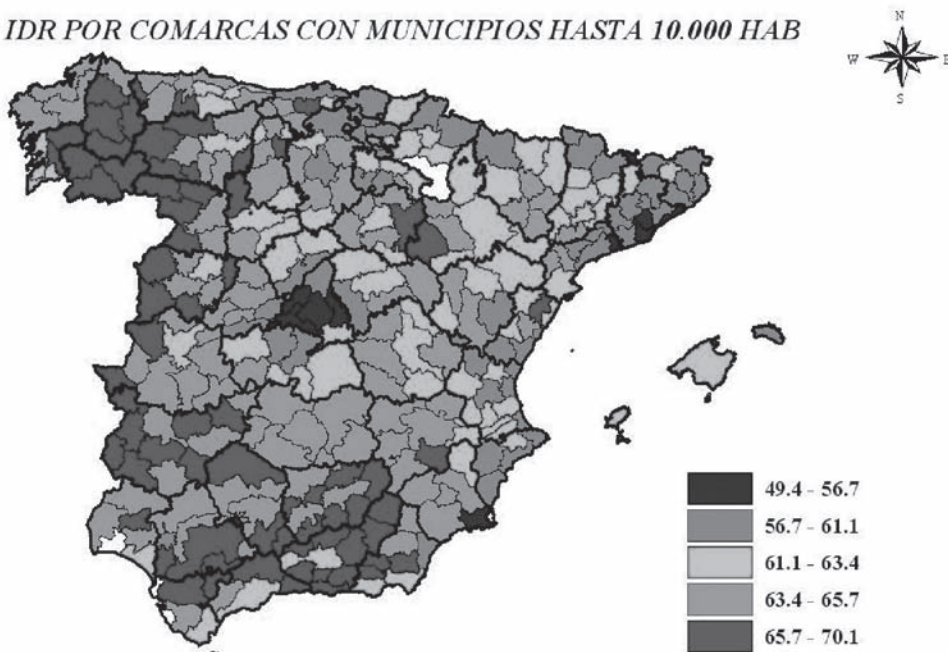 IDR POR COMARCAS CON MUNICIPIOS HASTA 10.000 HAB
N
W E
S
49.4 - 56.7
56.7 - 61.1
61.1 - 63.4
63.4 - 65.7
65.7 - 70.1